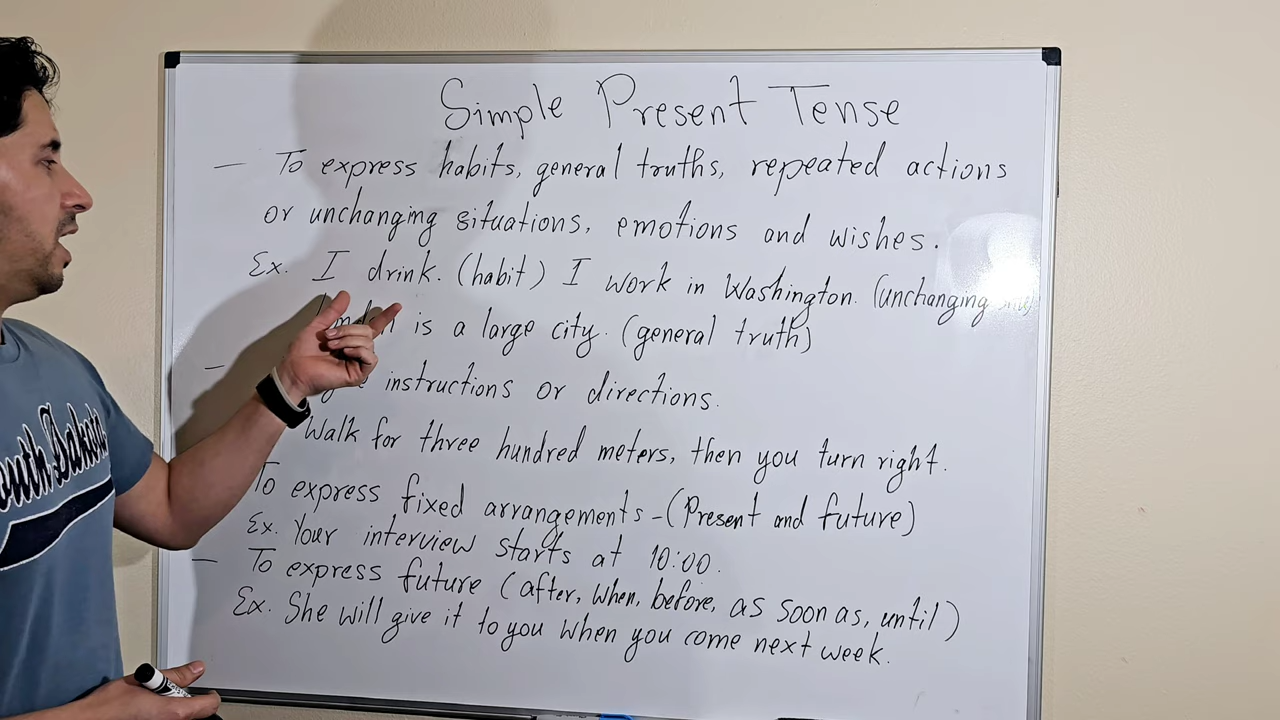 Simple Present Tense
— To express habits, general truths, repeated actions
or unchanging situations, emotions and wishes.
Ex. I drink. (habit) I work in Washington. (unchanging
is a large city. (general truth)
— instructions or directions.
Walk for three hundred meters, then you turn right.
To express fixed arrangements - (Present and future)
Ex. Your interview starts at 10:00.
— To express future (after, when, before, as soon as, until)
Ex. She will give it to you when you come next week.
outh Dakota